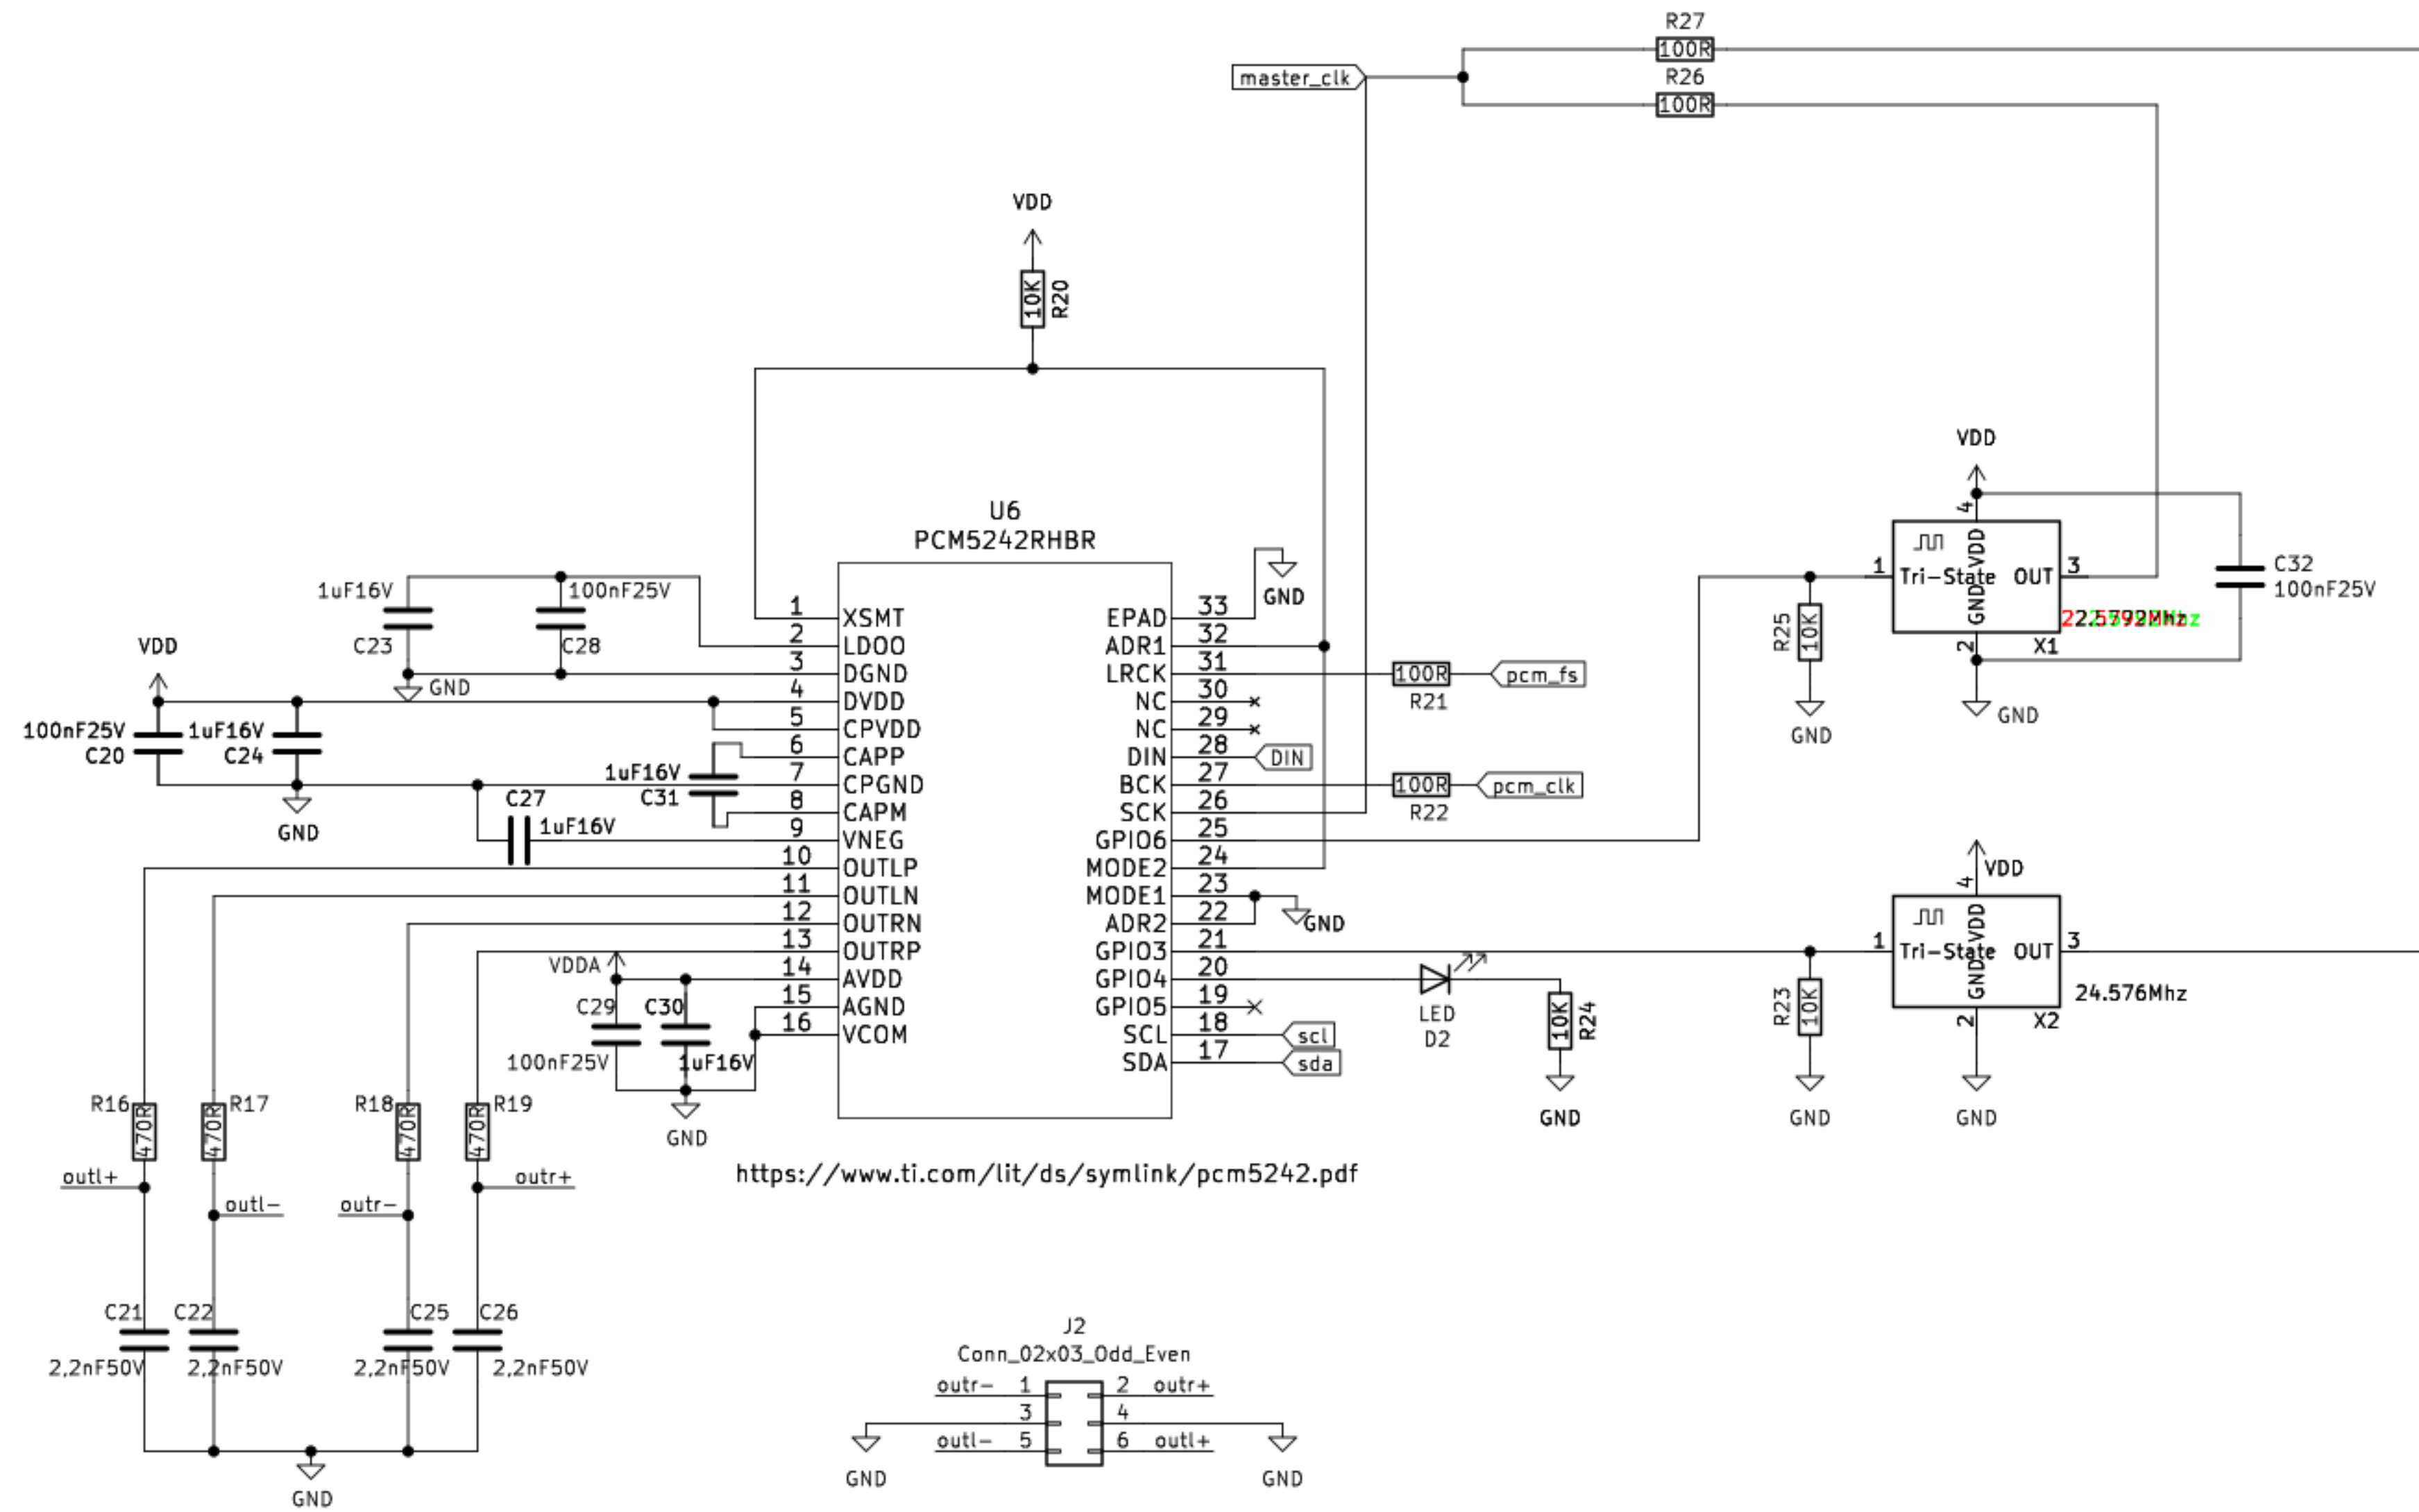 R27
100R
master_clk
R26
100R
VDD
10K
R20
VDD
U6
PCM5242RHBR
1uF16V
100nF25V
C23
C28
GND
VDD
100nF25V
C20
1uF16V
C24
GND
1uF16V
C31
C27
1uF16V
1 XSMT
2 LDOO
3 DGND
4 DVDD
5 CPVDD
6 CAPP
7 CPGND
8 CAPM
9 VNEG
10 OUTLP
11 OUTLN
12 OUTRN
13 OUTRP
14 AVDD
15 AGND
16 VCOM
EPAD 33
ADR1 32
LRCK 31
NC 30
NC 29
DIN 28
BCK 27
SCK 26
GPIO6 25
MODE2 24
MODE1 23
ADR2 22
GPIO3 21
GPIO4 20
GPIO5 19
SCL 18
SDA 17
GND
100R
R21
pcm_fs
DIN
100R
R22
pcm_clk
GND
scl
sda
LED
D2
10K
R24
GND
R25
10K
GND
1 Tri-State OUT 3
4 VDD
GND 2
22.5792Mhz
X1
GND
C32
100nF25V
VDD
1 Tri-State OUT 3
4 VDD
GND 2
24.576Mhz
X2
GND
R23
10K
GND
VDDA
C29
C30
100nF25V
1uF16V
GND
R16
470R
R17
470R
R18
470R
R19
470R
outl+
outl-
outr-
outr+
C21
C22
C25
C26
2,2nF50V
2,2nF50V
2,2nF50V
2,2nF50V
GND
https://www.ti.com/lit/ds/symlink/pcm5242.pdf
J2
Conn_02x03_Odd_Even
outr- 1 2 outr+
3 4
outl- 5 6 outl+
GND
GND